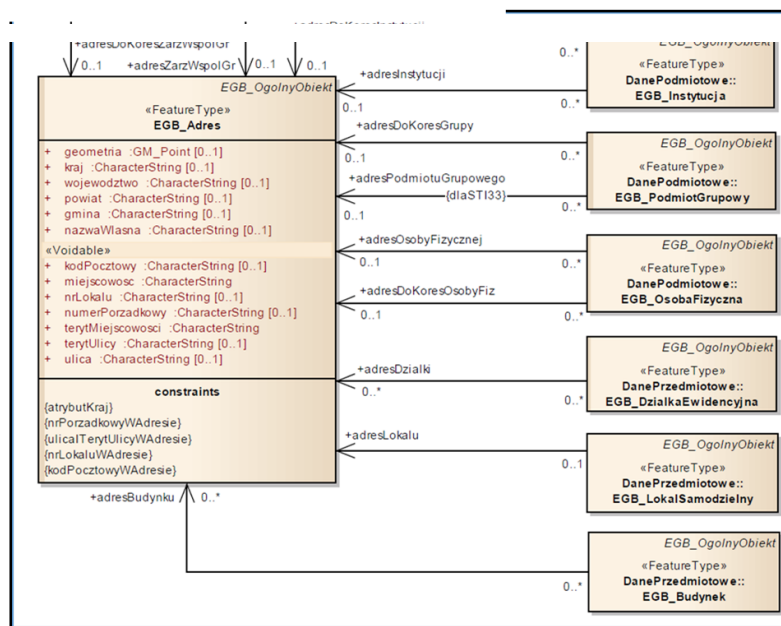 +adresDoKoresZarzWspolGr
0..1
+adresZarzWspolGr
0..1
0..1
EGB_OgolnyObiekt
«FeatureType»
EGB_Adres
+ geometria :GM_Point [0..1]
+ kraj :CharacterString [0..1]
+ wojewodztwo :CharacterString [0..1]
+ powiat :CharacterString [0..1]
+ gmina :CharacterString [0..1]
+ nazwaWlasna :CharacterString [0..1]
«Voidable»
+ kodPocztowy :CharacterString [0..1]
+ miejscowosc :CharacterString
+ nrLokalu :CharacterString [0..1]
+ numerPorzadkowy :CharacterString [0..1]
+ terytMiejscowosci :CharacterString
+ terytUlicy :CharacterString [0..1]
+ ulica :CharacterString [0..1]
constraints
{atrybutKraj}
{nrPorzadkowyWAdresie}
{ulicaITerytUlicyWAdresie}
{nrLokaluWAdresie}
{kodPocztowyWAdresie}
+adresBudynku
0..*
0..*
+adresInstytucji
0..1
0..*
+adresDoKoresGrupy
0..1
0..*
+adresPodmiotuGrupowego
{dlaSTI33}
0..1
0..*
+adresOsobyFizycznej
0..1
0..*
+adresDoKoresOsobyFiz
0..1
0..*
+adresDzialki
0..*
0..*
+adresLokalu
0..1
0..*
EGB_OgolnyObiekt
«FeatureType»
DanePodmiotowe::
EGB_Instytucja
EGB_OgolnyObiekt
«FeatureType»
DanePodmiotowe::
EGB_PodmiotGrupowy
EGB_OgolnyObiekt
«FeatureType»
DanePodmiotowe::
EGB_OsobaFizyczna
EGB_OgolnyObiekt
«FeatureType»
DanePrzedmiotowe::
EGB_DzialkaEwidencyjna
EGB_OgolnyObiekt
«FeatureType»
DanePrzedmiotowe::
EGB_LokalSamodzielny
EGB_OgolnyObiekt
«FeatureType»
DanePrzedmiotowe::
EGB_Budynek